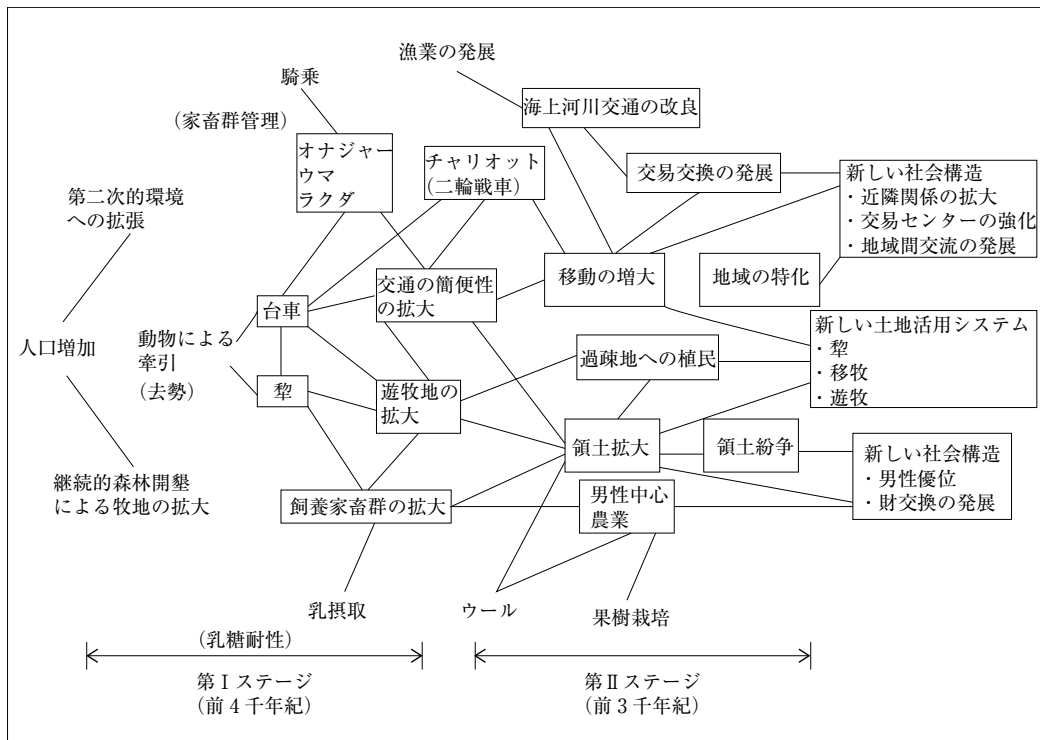 漁業の発展
騎乗
(家畜群管理)
海上河川交通の改良
オナジャー
ウマ
ラクダ
チャリオット
(二輪戦車)
交易交換の発展
新しい社会構造
・近隣関係の拡大
・交易センターの強化
・地域間交流の発展
第二次的環境
への拡張
交通の簡便性
の拡大
移動の増大
地域の特化
台車
人口増加
動物による
牽引
(去勢)
新しい土地活用システム
・犂
・移牧
・遊牧
過疎地への植民
犂
遊牧地の
拡大
領土拡大
領土紛争
新しい社会構造
・男性優位
・財交換の発展
継続的森林開墾
による牧地の拡大
飼養家畜群の拡大
男性中心
農業
乳摂取
ウール
果樹栽培
(乳糖耐性)
第Ⅰステージ
(前4千年紀)
第Ⅱステージ
(前3千年紀)